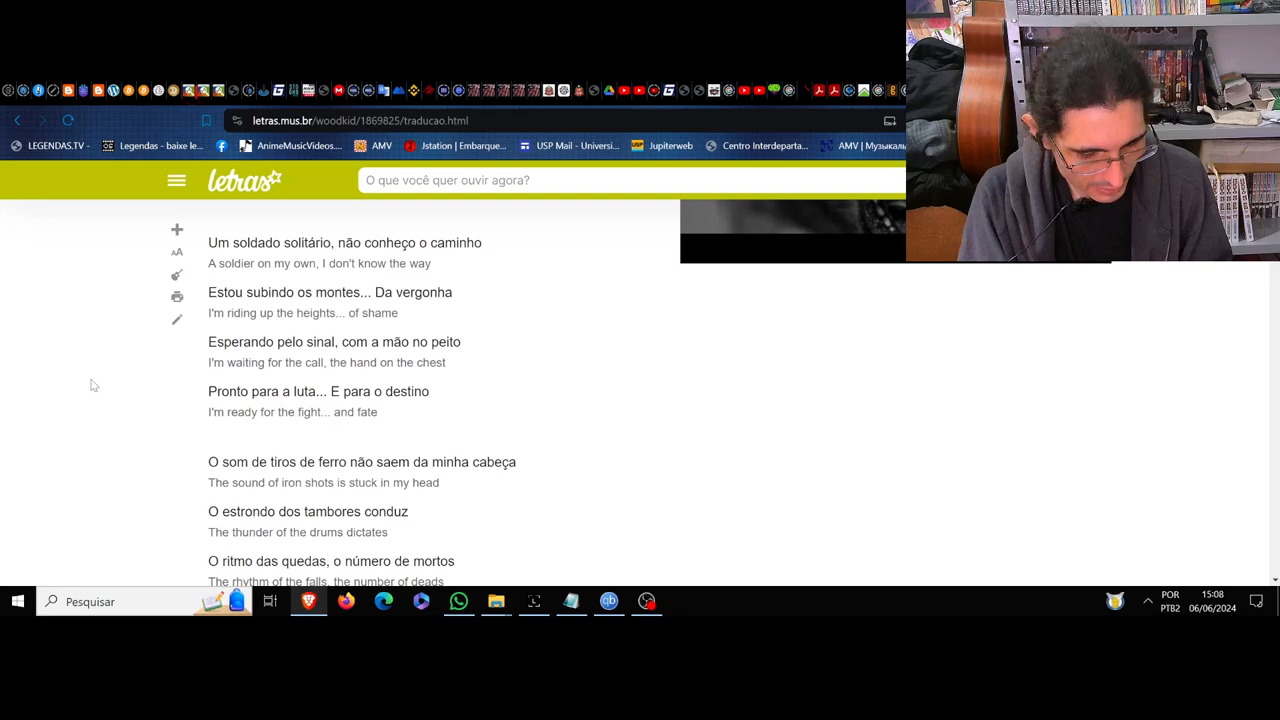 letras.mus.br/woodkid/1869825/traducao.html
LEGENDAS.TV - Legendas - baixe le... AnimeMusicVideos.... AMV Jstation | Embarque... USP Mail - Universi... Jupiterweb Centro Interdeparta... AMV | Музыкаль
letras O que você quer ouvir agora?
Um soldado solitário, não conheço o caminho
A soldier on my own, I don't know the way
Estou subindo os montes... Da vergonha
I'm riding up the heights... of shame
Esperando pelo sinal, com a mão no peito
I'm waiting for the call, the hand on the chest
Pronto para a luta... E para o destino
I'm ready for the fight... and fate
O som de tiros de ferro não saem da minha cabeça
The sound of iron shots is stuck in my head
O estrondo dos tambores conduz
The thunder of the drums dictates
O ritmo das quedas, o número de mortos
The rhythm of the falls, the number of deads
Pesquisar
POR 15:08
PTB2 06/06/2024